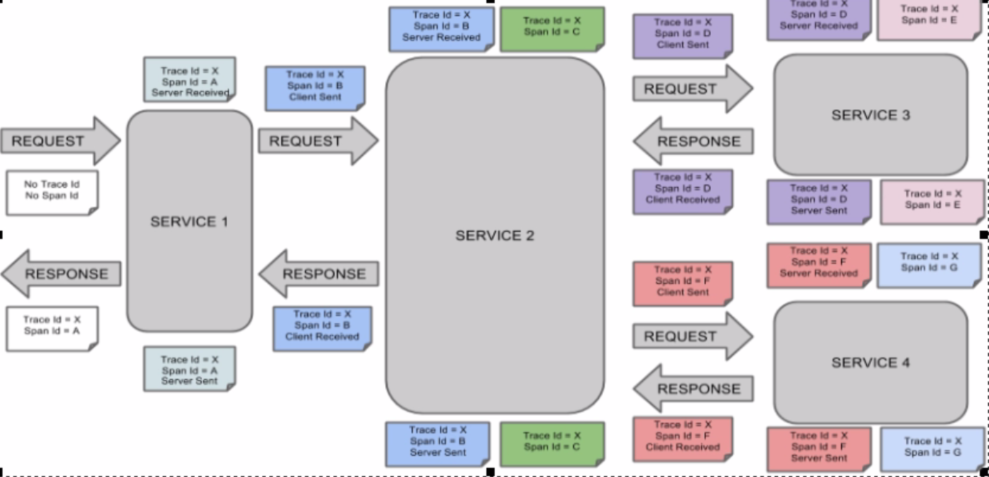 Trace Id = X
Span Id = A
Server Received
Trace Id = X
Span Id = B
Client Sent
REQUEST
No Trace Id
No Span Id
SERVICE 1
REQUEST
RESPONSE
Trace Id = X
Span Id = A
Trace Id = X
Span Id = A
Server Sent
RESPONSE
Trace Id = X
Span Id = B
Client Received
Trace Id = X
Span Id = B
Server Received
Trace Id = X
Span Id = C
SERVICE 2
Trace Id = X
Span Id = B
Server Sent
Trace Id = X
Span Id = C
Trace Id = X
Span Id = D
Client Sent
REQUEST
RESPONSE
Trace Id = X
Span Id = D
Client Received
Trace Id = X
Span Id = D
Server Received
Trace Id = X
Span Id = E
SERVICE 3
Trace Id = X
Span Id = D
Server Sent
Trace Id = X
Span Id = E
Trace Id = X
Span Id = F
Client Sent
REQUEST
RESPONSE
Trace Id = X
Span Id = F
Client Received
Trace Id = X
Span Id = F
Server Received
Trace Id = X
Span Id = G
SERVICE 4
Trace Id = X
Span Id = F
Server Sent
Trace Id = X
Span Id = G